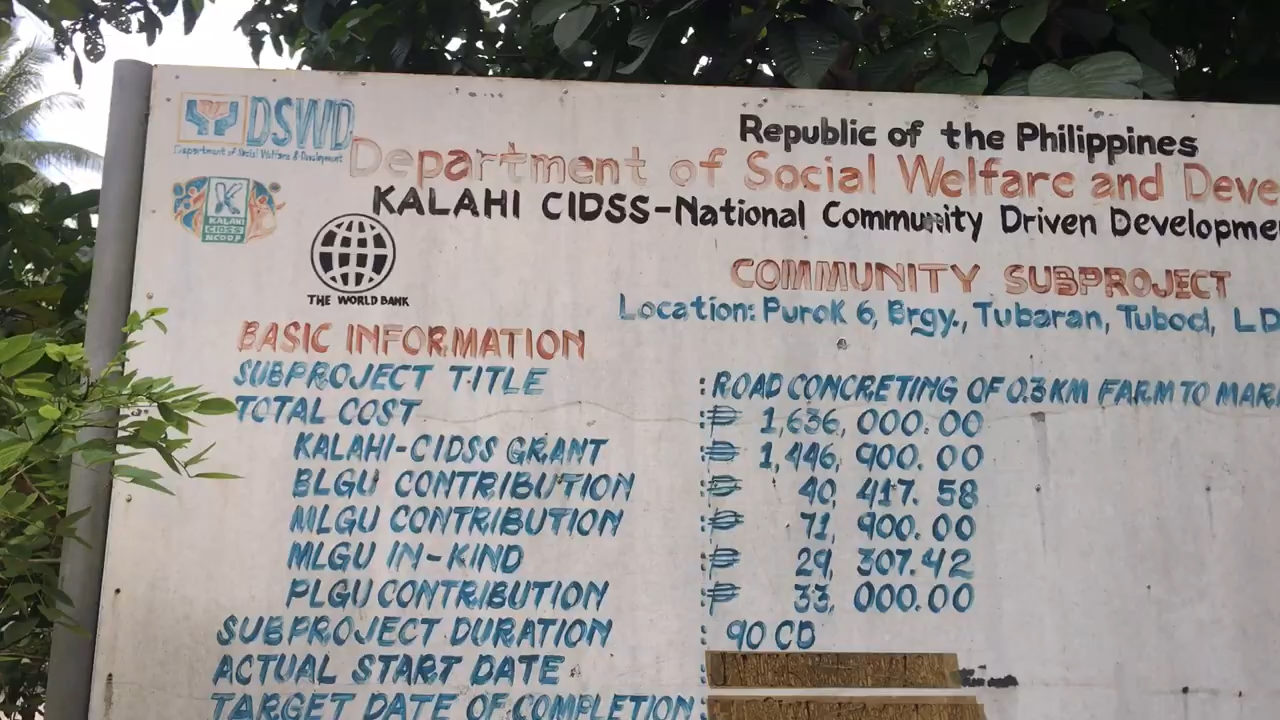 DSWD
Department of Social Welfare & Development
Republic of the Philippines
Department of Social Welfare and Deve
KALAHI CIDSS-National Community Driven Developme
KALAHI
CIDSS
NCDDP
THE WORLD BANK
COMMUNITY SUBPROJECT
Location: Purok 6, Brgy., Tubaran, Tubod, LD
BASIC INFORMATION
SUBPROJECT TITLE : ROAD CONCRETING OF 0.3 KM FARM TO MAR
TOTAL COST : ₱ 1,636,000.00
KALAHI-CIDSS GRANT : ₱ 1,446,900.00
BLGU CONTRIBUTION : ₱ 40,417.58
MLGU CONTRIBUTION : ₱ 71,900.00
MLGU IN-KIND : ₱ 29,307.42
PLGU CONTRIBUTION : ₱ 33,000.00
SUBPROJECT DURATION : 90 CD
ACTUAL START DATE :
TARGET DATE OF COMPLETION :